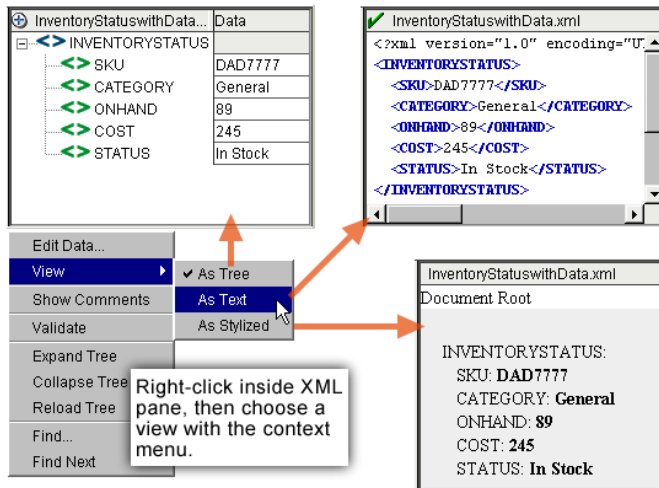 InventoryStatuswithData... Data
INVENTORYSTATUS
SKU DAD7777
CATEGORY General
ONHAND 89
COST 245
STATUS In Stock
InventoryStatuswithData.xml
<?xml version="1.0" encoding="UT
<INVENTORYSTATUS>
<SKU>DAD7777</SKU>
<CATEGORY>General</CATEGORY>
<ONHAND>89</ONHAND>
<COST>245</COST>
<STATUS>In Stock</STATUS>
</INVENTORYSTATUS>
Edit Data...
View
Show Comments
Validate
Expand Tree
Collapse Tree
Reload Tree
Find...
Find Next
As Tree
As Text
As Stylized
Right-click inside XML
pane, then choose a
view with the context
menu.
InventoryStatuswithData.xml
Document Root
INVENTORYSTATUS:
SKU: DAD7777
CATEGORY: General
ONHAND: 89
COST: 245
STATUS: In Stock